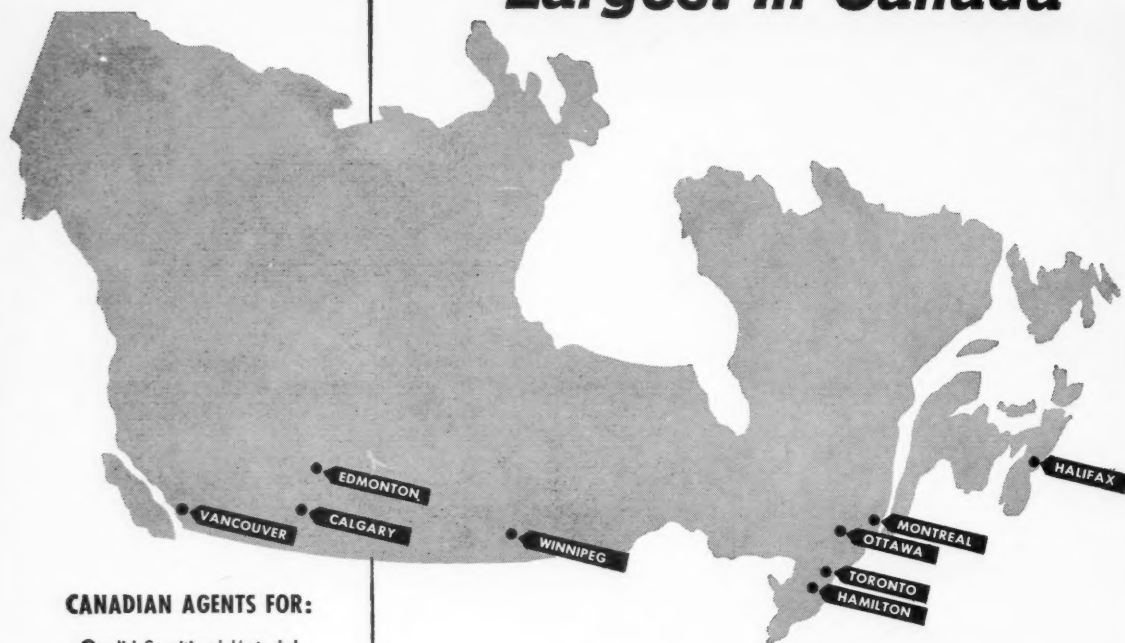 Largest in Canada
EDMONTON
VANCOUVER
CALGARY
WINNIPEG
HALIFAX
MONTREAL
OTTAWA
TORONTO
HAMILTON
CANADIAN AGENTS FOR: